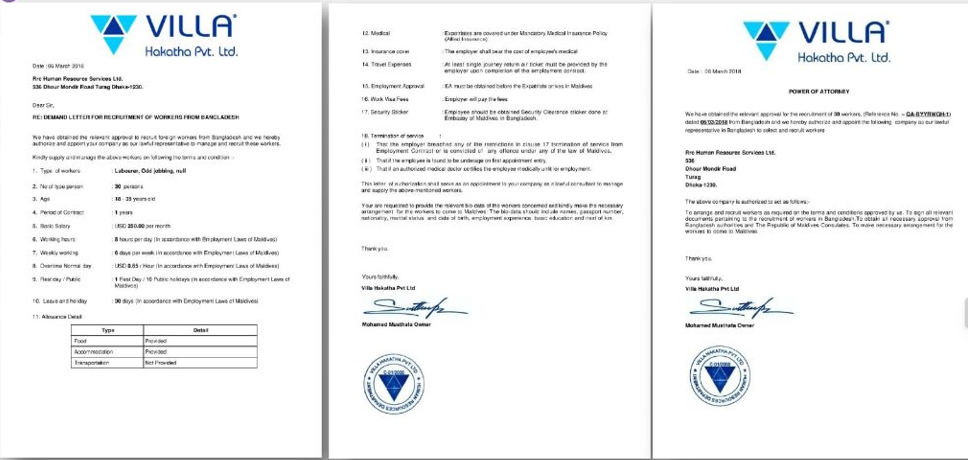 VILLA
Hakatha Pvt. Ltd.
Date : 06 March 2018
Rrc Human Resource Services Ltd.
536 Dhour Mondir Road Turag Dhaka-1230.
Dear Sir,
RE: DEMAND LETTER FOR RECRUITMENT OF WORKERS FROM BANGLADESH
We have obtained the relevant approval to recruit foreign workers from Bangladesh and we hereby
authorize and appoint your company as our lawful representative to manage and recruit these workers.
Kindly supply and manage the above workers on following the terms and condition :-
1. Type of workers : Labourer, Odd jobbing, null
2. No of type person : 30 persons
3. Age : 18 - 35 years old
4. Period of Contract : 1 years
5. Basic Salary : USD 250.00 per month
6. Working hours : 8 hours per day (In accordance with Employment Laws of Maldives)
7. Weekly working : 6 days per week (In accordance with Employment Laws of Maldives)
8. Overtime Normal day : USD 0.65 / Hour (In accordance with Employment Laws of Maldives)
9. Rest day / Public : 1 Rest Day / 10 Public holidays (In accordance with Employment Laws of
Maldives)
10. Leave and holiday : 30 days (In accordance with Employment Laws of Maldives)
11. Allowance Detail
Type Detail
Food Provided
Accommodation Provided
Transportation Not Provided
12. Medical : Expatriates are covered under Mandatory Medical Insurance Policy
(Allied Insurance)
13. Insurance cover : The employer shall bear the cost of employee's medical
14. Travel Expenses : At least single journey return air ticket must be provided by the
employer upon completion of the employment contract.
15. Employment Approval : EA must be obtained before the Expatriate arrives in Maldives
16. Work Visa Fees : Employer will pay the fees
17. Security Sticker : Employee should be obtained Security Clearance sticker done at
Embassy of Maldives in Bangladesh.
18. Termination of service :
( i ) That the employer breaches any of the restrictions in clause 17 termination of service from
Employment Contract or is convicted of any offence under any of the law of Maldives.
( ii ) That if the employee is found to be underage on first appointment entry.
( iii ) That if an authorized medical doctor certifies the employee medically unfit for employment.
This letter of authorization shall serve as an appointment to your company as a lawful consultant to manage
and supply the above-mentioned workers.
Your are requested to provide the relevant bio data of the workers concerned and kindly make the necessary
arrangement for the workers to come to Maldives. The bio-data should include names, passport number,
nationality, marital status and date of birth, employment experience, basic education and next of kin.
Thank you.
Yours faithfully,
Villa Hakatha Pvt Ltd
Mohamed Musthafa Owner
VILLA HAKATHA PVT LTD
C-01/2008
HUMAN RESOURCES DEPARTMENT
VILLA
Hakatha Pvt. Ltd.
Date : 06 March 2018
POWER OF ATTORNEY
We have obtained the relevant approval for the recruitment of 30 workers, (Reference No. –
dated from Bangladesh and we hereby authorize and appoint the following company as our lawful
representative in Bangladesh to select and recruit workers
Rrc Human Resource Services Ltd.
536
Dhour Mondir Road
Turag
Dhaka-1230.
The above company is authorized to act as follows:-
To arrange and recruit workers as required on the terms and conditions approved by us. To sign all relevant
documents pertaining to the recruitment of workers in Bangladesh.To obtain all necessary approval from
Bangladesh authorities and The Republic of Maldives Consulates. To make necessary arrangement for the
workers to come to Maldives.
Thank you.
Yours faithfully,
Villa Hakatha Pvt Ltd
Mohamed Musthafa Owner
VILLA HAKATHA PVT LTD
C-01/2008
HUMAN RESOURCES DEPARTMENT